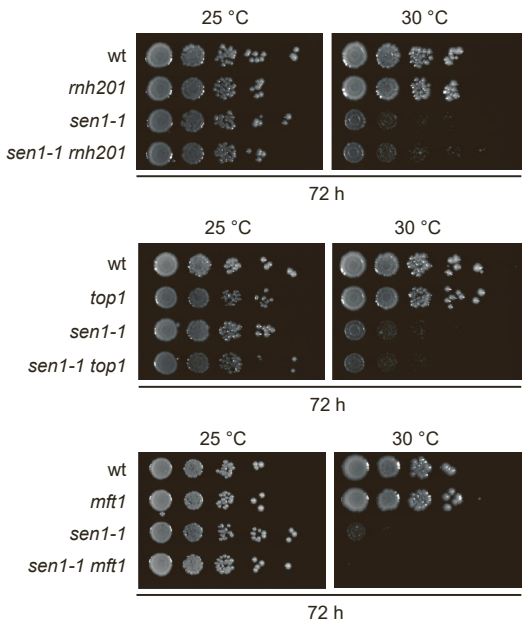 25 °C 30 °C
wt
rnh201
sen1-1
sen1-1 rnh201
72 h
25 °C 30 °C
wt
top1
sen1-1
sen1-1 top1
72 h
25 °C 30 °C
wt
mft1
sen1-1
sen1-1 mft1
72 h